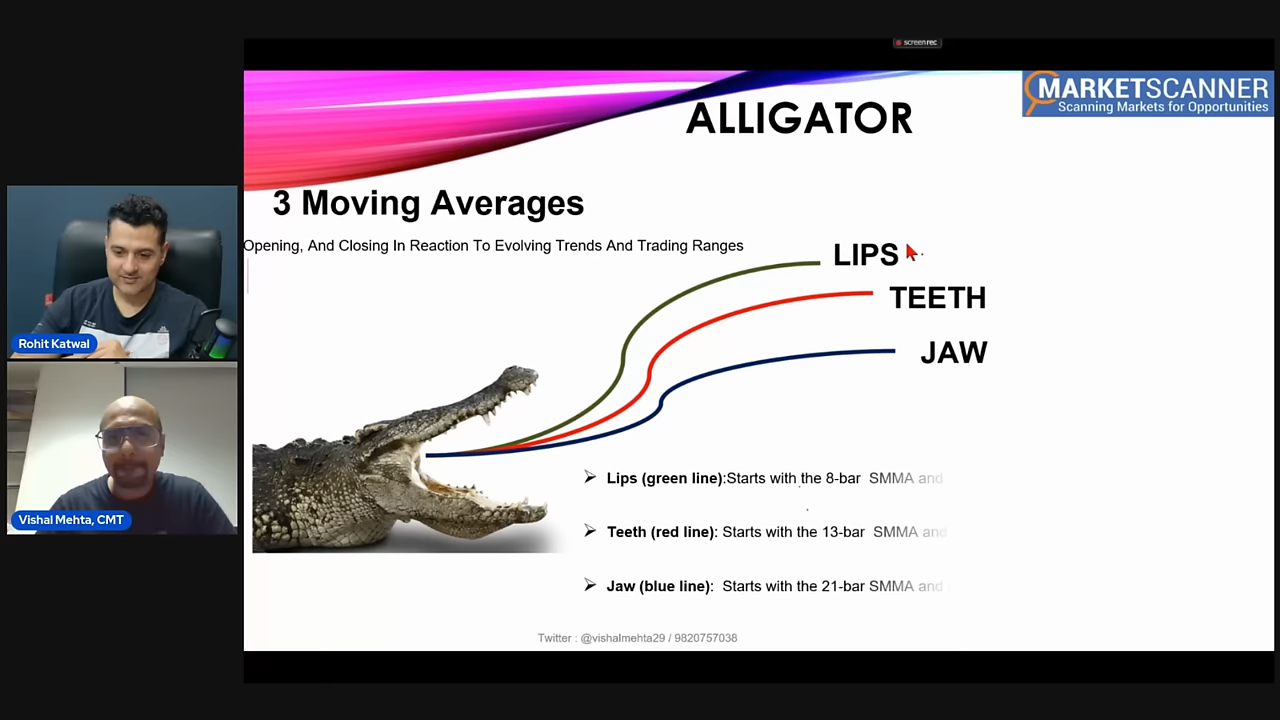 screenrec
MARKETSCANNER
Scanning Markets for Opportunities
ALLIGATOR
3 Moving Averages
Opening, And Closing In Reaction To Evolving Trends And Trading Ranges
LIPS
TEETH
JAW
Rohit Katwal
Vishal Mehta, CMT
➢ Lips (green line):Starts with the 8-bar SMMA and
➢ Teeth (red line): Starts with the 13-bar SMMA and
➢ Jaw (blue line): Starts with the 21-bar SMMA and
Twitter : @vishalmehta29 / 9820757038